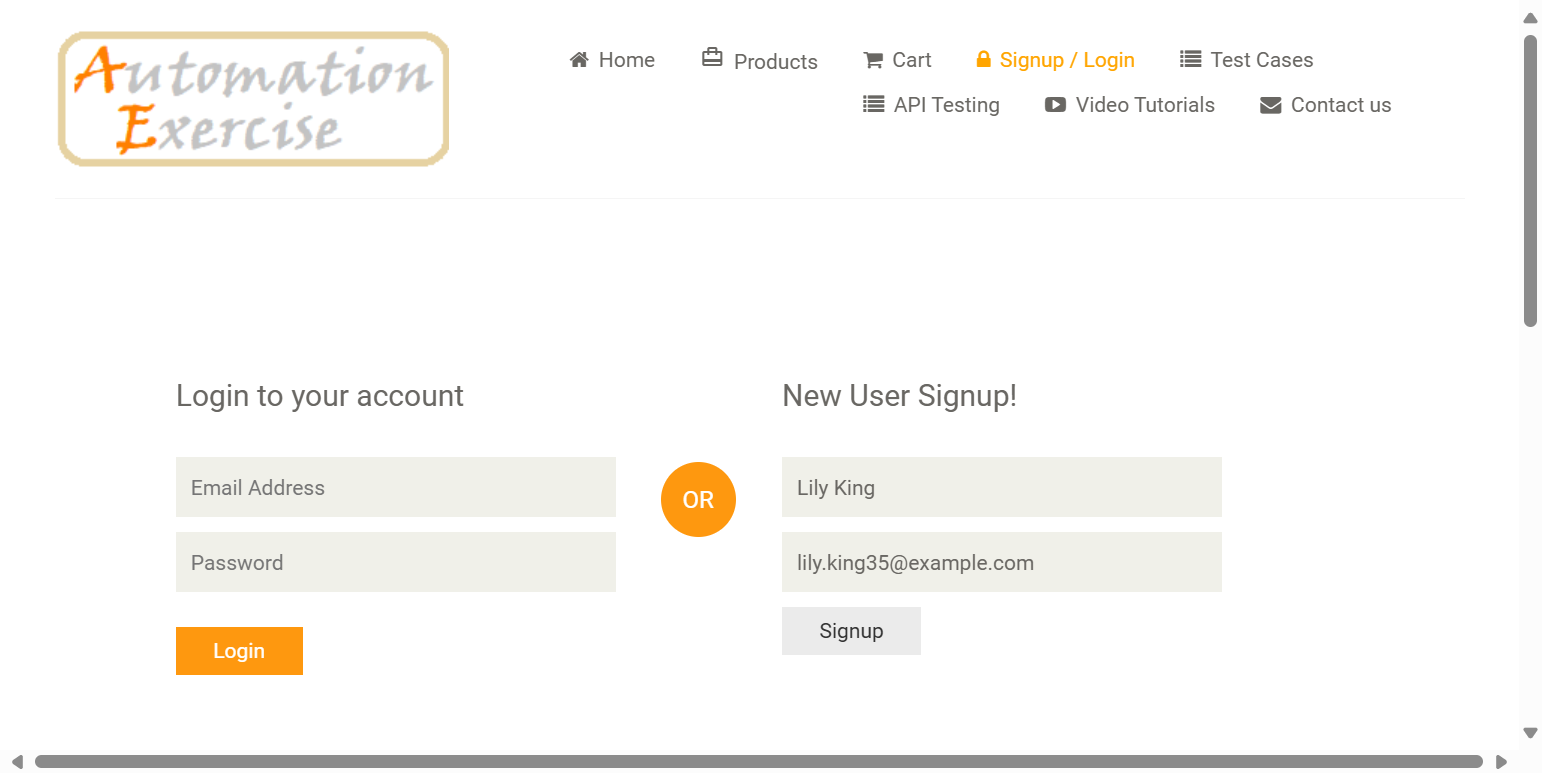 Automation
Exercise
Home
Products
Cart
Signup / Login
Test Cases
API Testing
Video Tutorials
Contact us
Login to your account
Email Address
Password
Login
OR
New User Signup!
Lily King
lily.king35@example.com
Signup